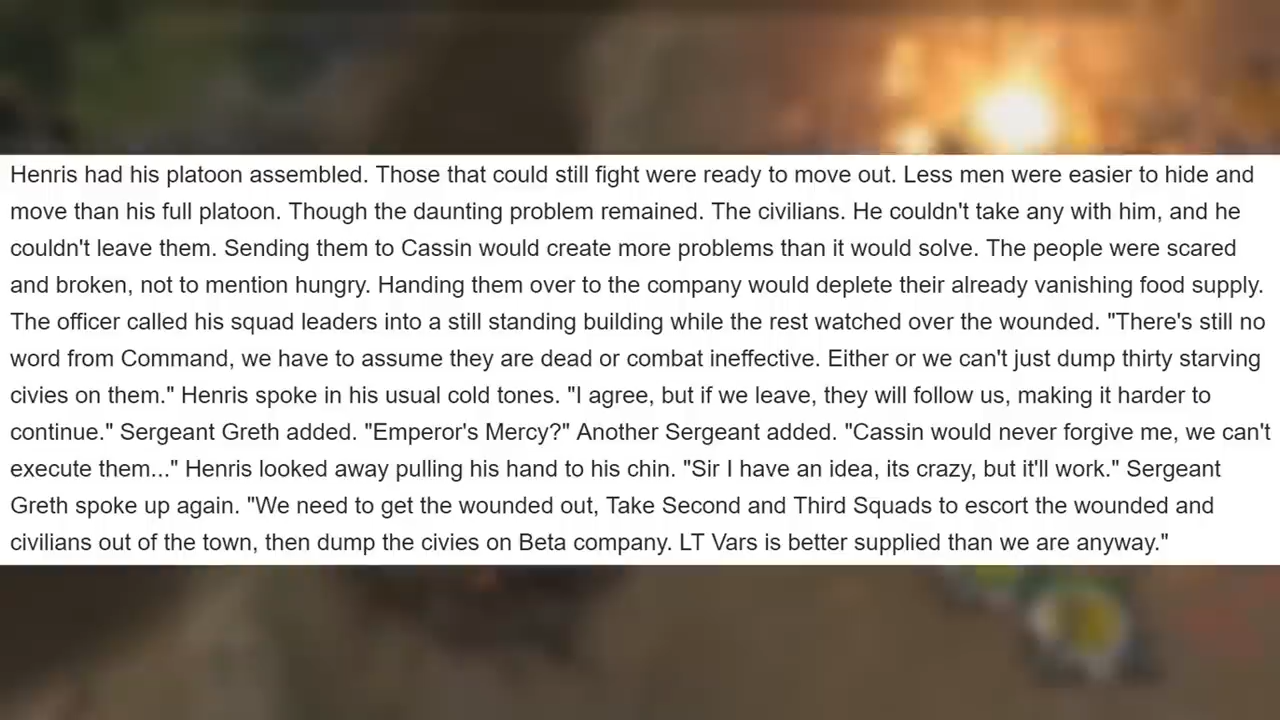 Henris had his platoon assembled. Those that could still fight were ready to move out. Less men were easier to hide and
move than his full platoon. Though the daunting problem remained. The civilians. He couldn't take any with him, and he
couldn't leave them. Sending them to Cassin would create more problems than it would solve. The people were scared
and broken, not to mention hungry. Handing them over to the company would deplete their already vanishing food supply.
The officer called his squad leaders into a still standing building while the rest watched over the wounded. "There's still no
word from Command, we have to assume they are dead or combat ineffective. Either or we can't just dump thirty starving
civies on them." Henris spoke in his usual cold tones. "I agree, but if we leave, they will follow us, making it harder to
continue." Sergeant Greth added. "Emperor's Mercy?" Another Sergeant added. "Cassin would never forgive me, we can't
execute them..." Henris looked away pulling his hand to his chin. "Sir I have an idea, its crazy, but it'll work." Sergeant
Greth spoke up again. "We need to get the wounded out, Take Second and Third Squads to escort the wounded and
civilians out of the town, then dump the civies on Beta company. LT Vars is better supplied than we are anyway."